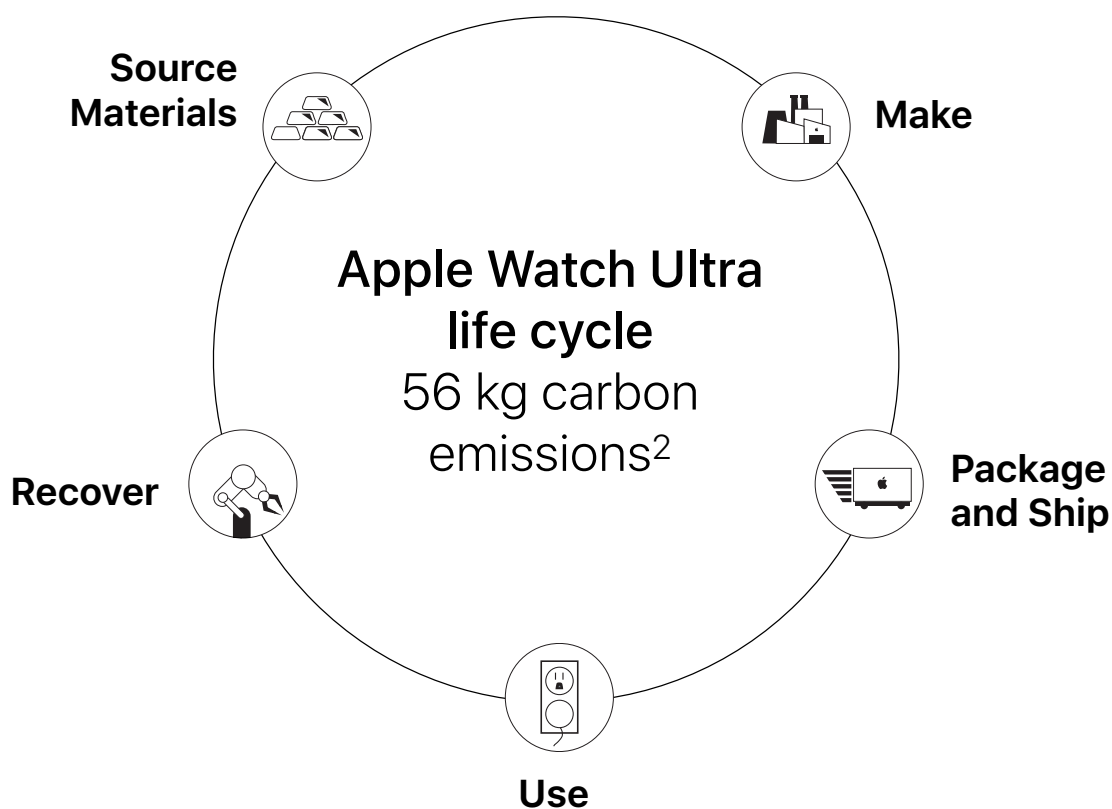 Source
Materials
Make
Apple Watch Ultra
life cycle
56 kg carbon
emissions2
Recover
Package
and Ship
Use